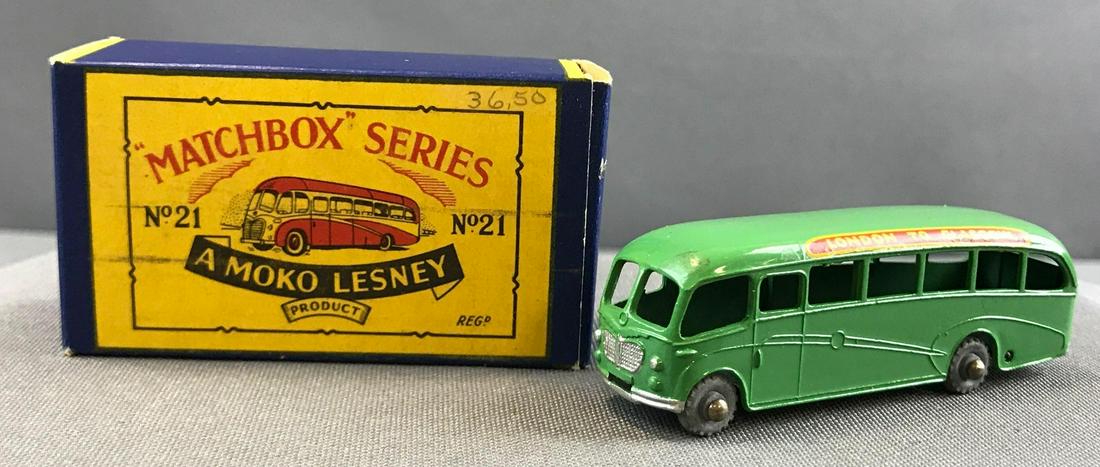 36,50
"MATCHBOX" SERIES
Nº21
Nº21
A MOKO LESNEY
PRODUCT
REGD
LONDON TO GLASGOW